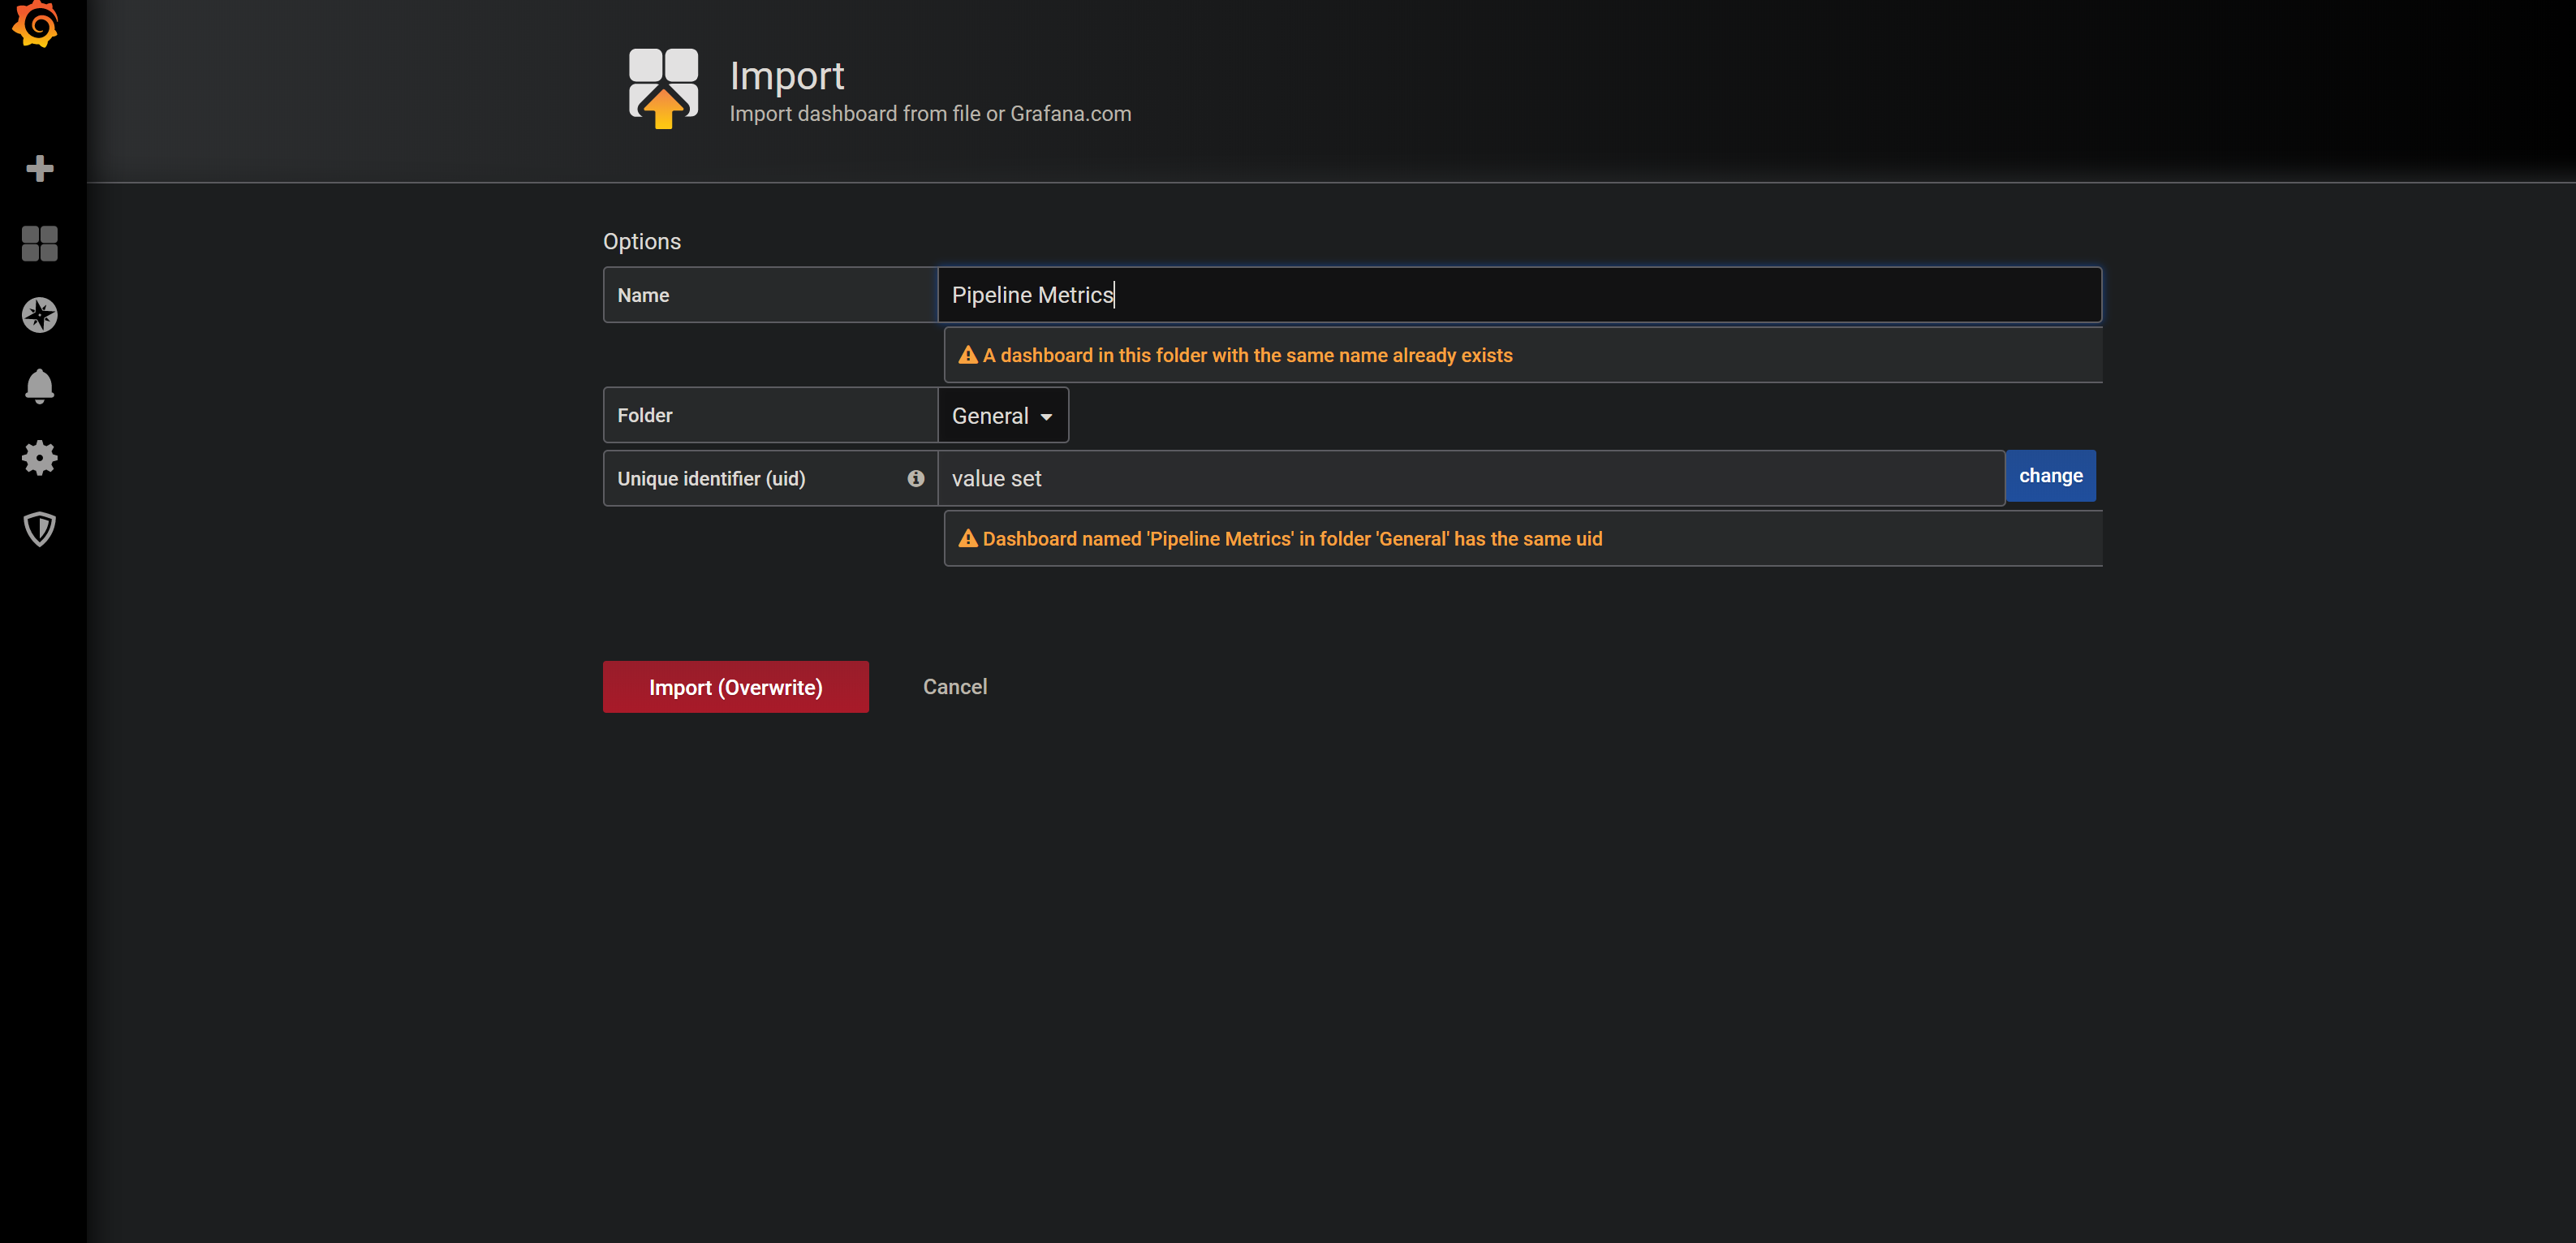 Import
Import dashboard from file or Grafana.com
Options
Name
Pipeline Metrics
A dashboard in this folder with the same name already exists
Folder
General
Unique identifier (uid)
value set
change
Dashboard named 'Pipeline Metrics' in folder 'General' has the same uid
Import (Overwrite)
Cancel